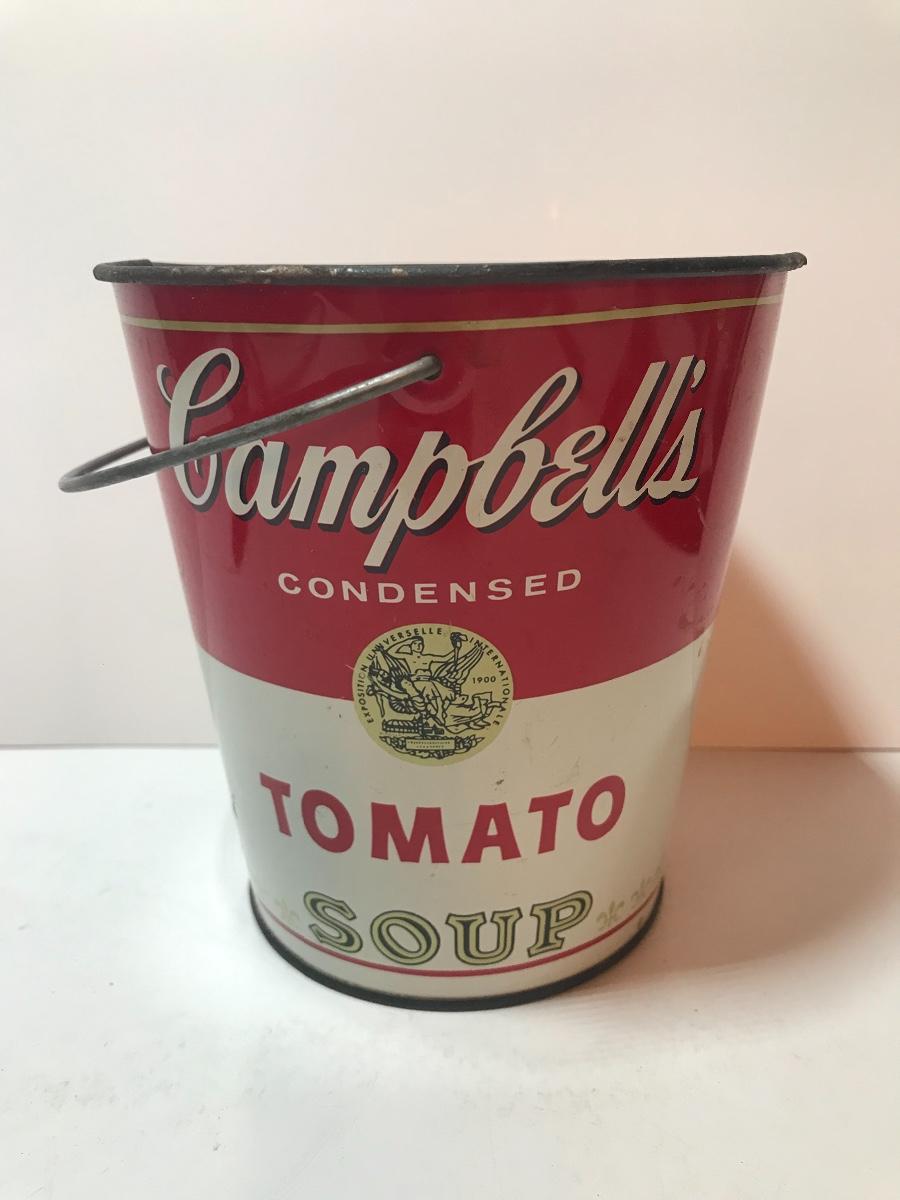 Campbell's
CONDENSED
EXPOSITION UNIVERSELLE INTERNATIONALE
1900
TOMATO
SOUP